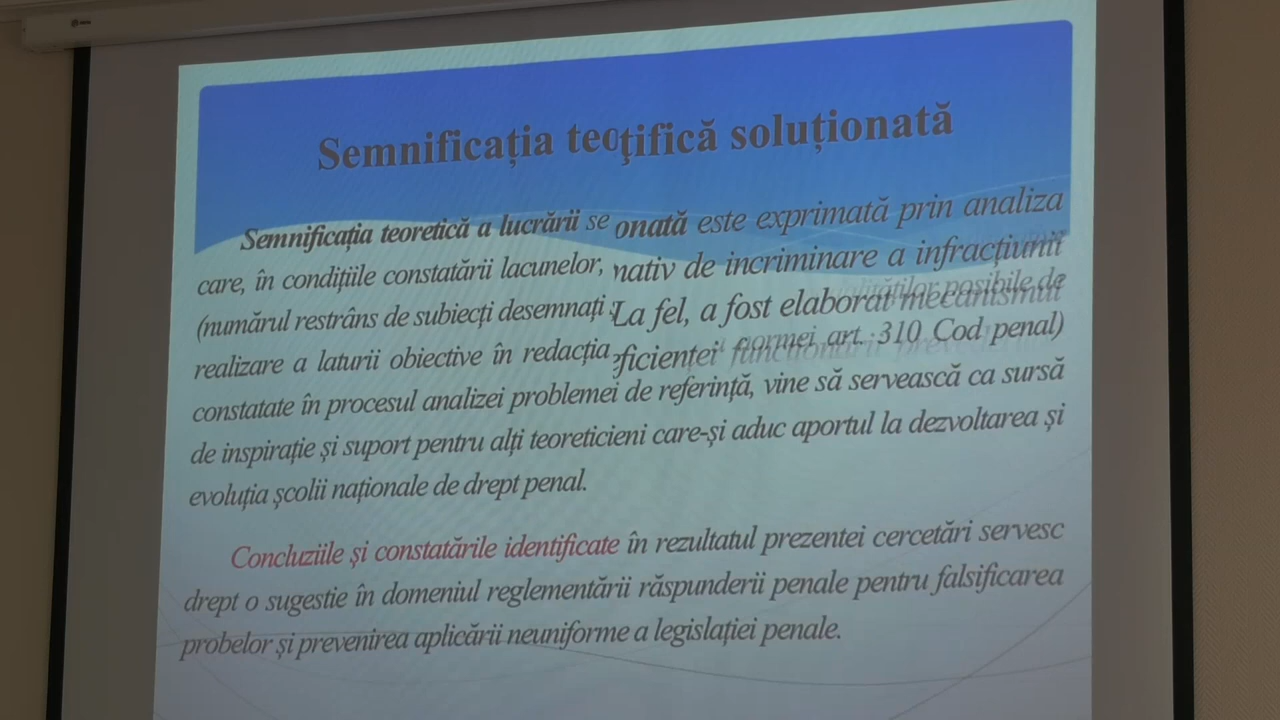 Semnificația teoţifică soluționată
Semnificația teoretică a lucrării se onată este exprimată prin analiza
care, în condițiile constatării lacunelor, nativ de incriminare a infracțiunii
(numărul restrâns de subiecți desemnați La fel, a fost elaborat mecanismul
realizare a laturii obiective în redacția ficienței normei art. 310 Cod penal)
constatate în procesul analizei problemei de referință, vine să servească ca sursă
de inspirație și suport pentru alți teoreticieni care-și aduc aportul la dezvoltarea și
evoluția școlii naționale de drept penal.
Concluziile și constatările identificate în rezultatul prezentei cercetări servesc
drept o sugestie în domeniul reglementării răspunderii penale pentru falsificarea
probelor și prevenirea aplicării neuniforme a legislației penale.